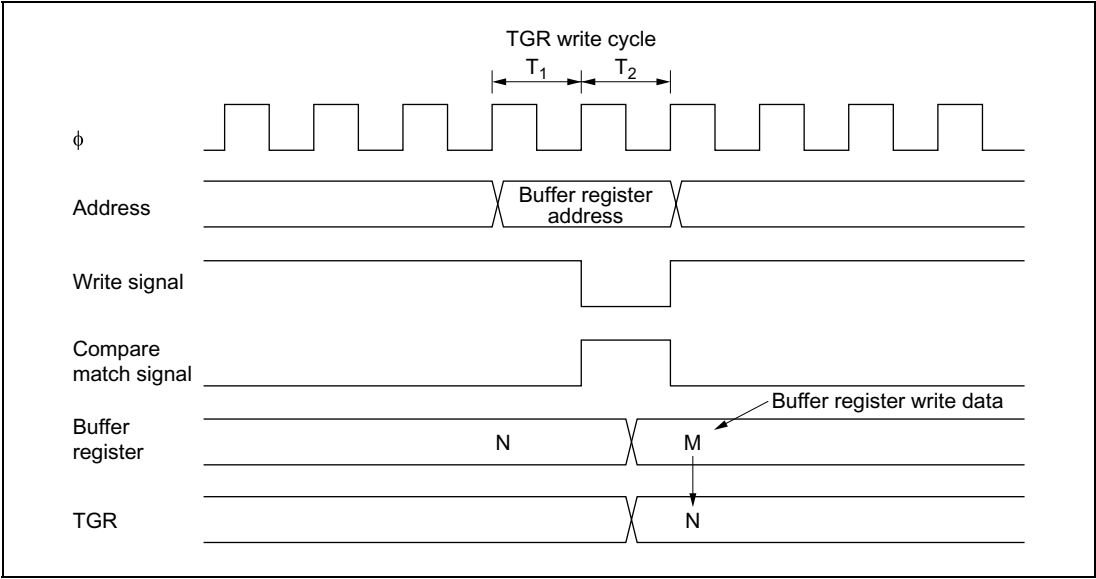 TGR write cycle
T1 T2
φ
Address
Buffer register
address
Write signal
Compare
match signal
Buffer register write data
Buffer
register
N M
TGR
N